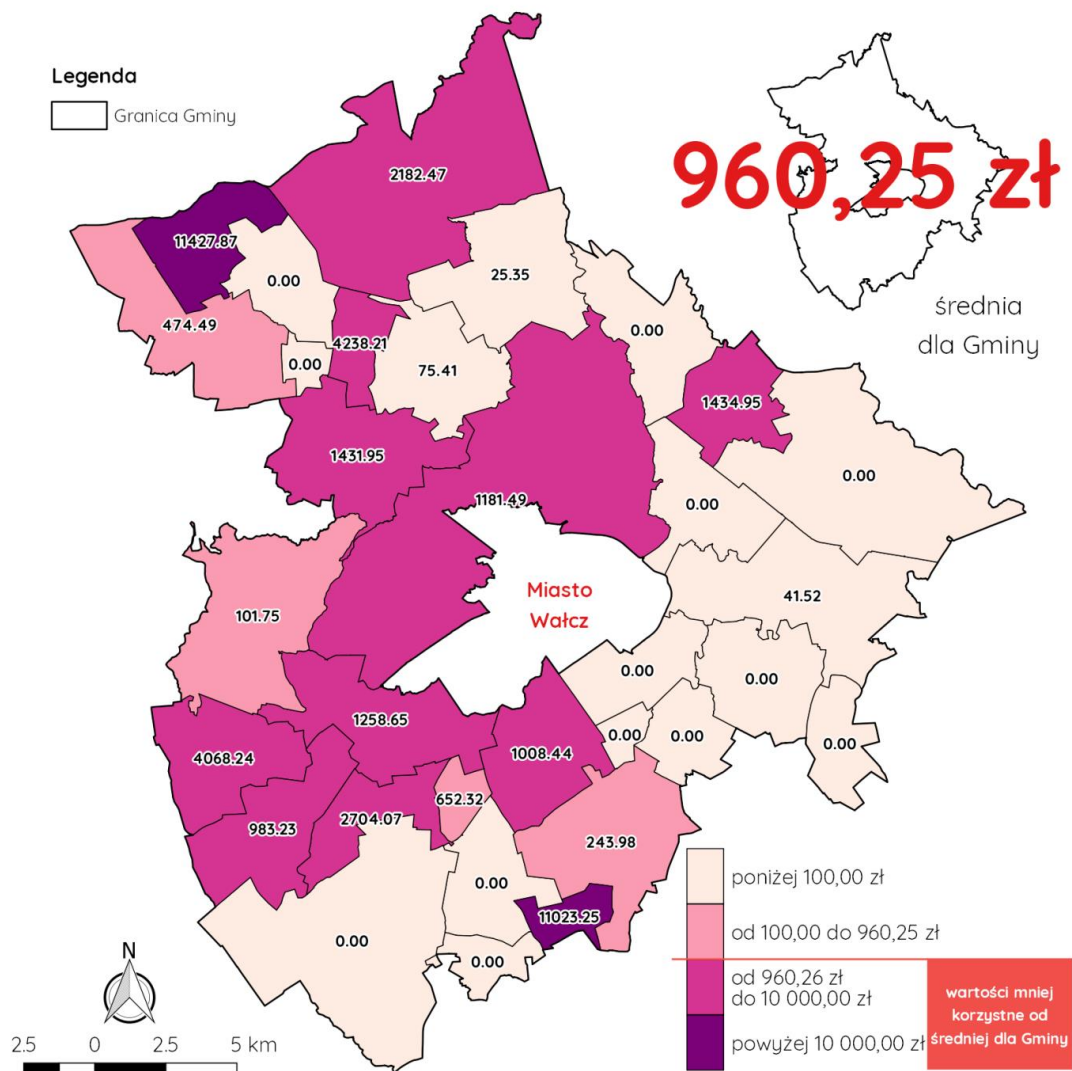 Legenda
Granica Gminy
960,25 zł
średnia
dla Gminy
2182.47
11427.87
0.00
25.35
474.49
0.00
4238.21
0.00
75.41
1434.95
1431.95
0.00
0.00
1181.49
Miasto
Wałcz
41.52
101.75
0.00
0.00
1258.65
0.00
0.00
0.00
1008.44
4068.24
652.32
2704.07
983.23
243.98
0.00
11023.25
0.00
0.00
poniżej 100,00 zł
od 100,00 do 960,25 zł
od 960,26 zł
do 10 000,00 zł
powyżej 10 000,00 zł
wartości mniej
korzystne od
średniej dla Gminy
N
2.5 0 2.5 5 km